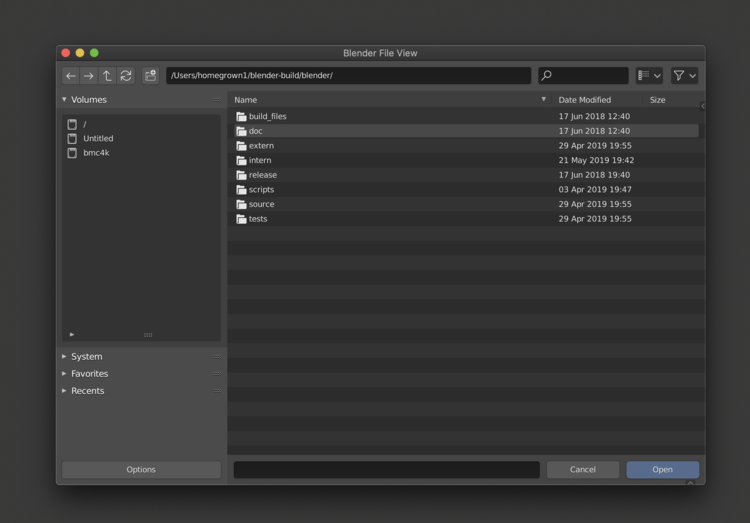 Blender File View
/Users/homegrown1/blender-build/blender/
Volumes
/
Untitled
bmc4k
System
Favorites
Recents
Options
Name Date Modified Size
build_files 17 Jun 2018 12:40
doc 17 Jun 2018 12:40
extern 29 Apr 2019 19:55
intern 21 May 2019 19:42
release 17 Jun 2018 19:40
scripts 03 Apr 2019 19:47
source 29 Apr 2019 19:55
tests 29 Apr 2019 19:55
Cancel Open